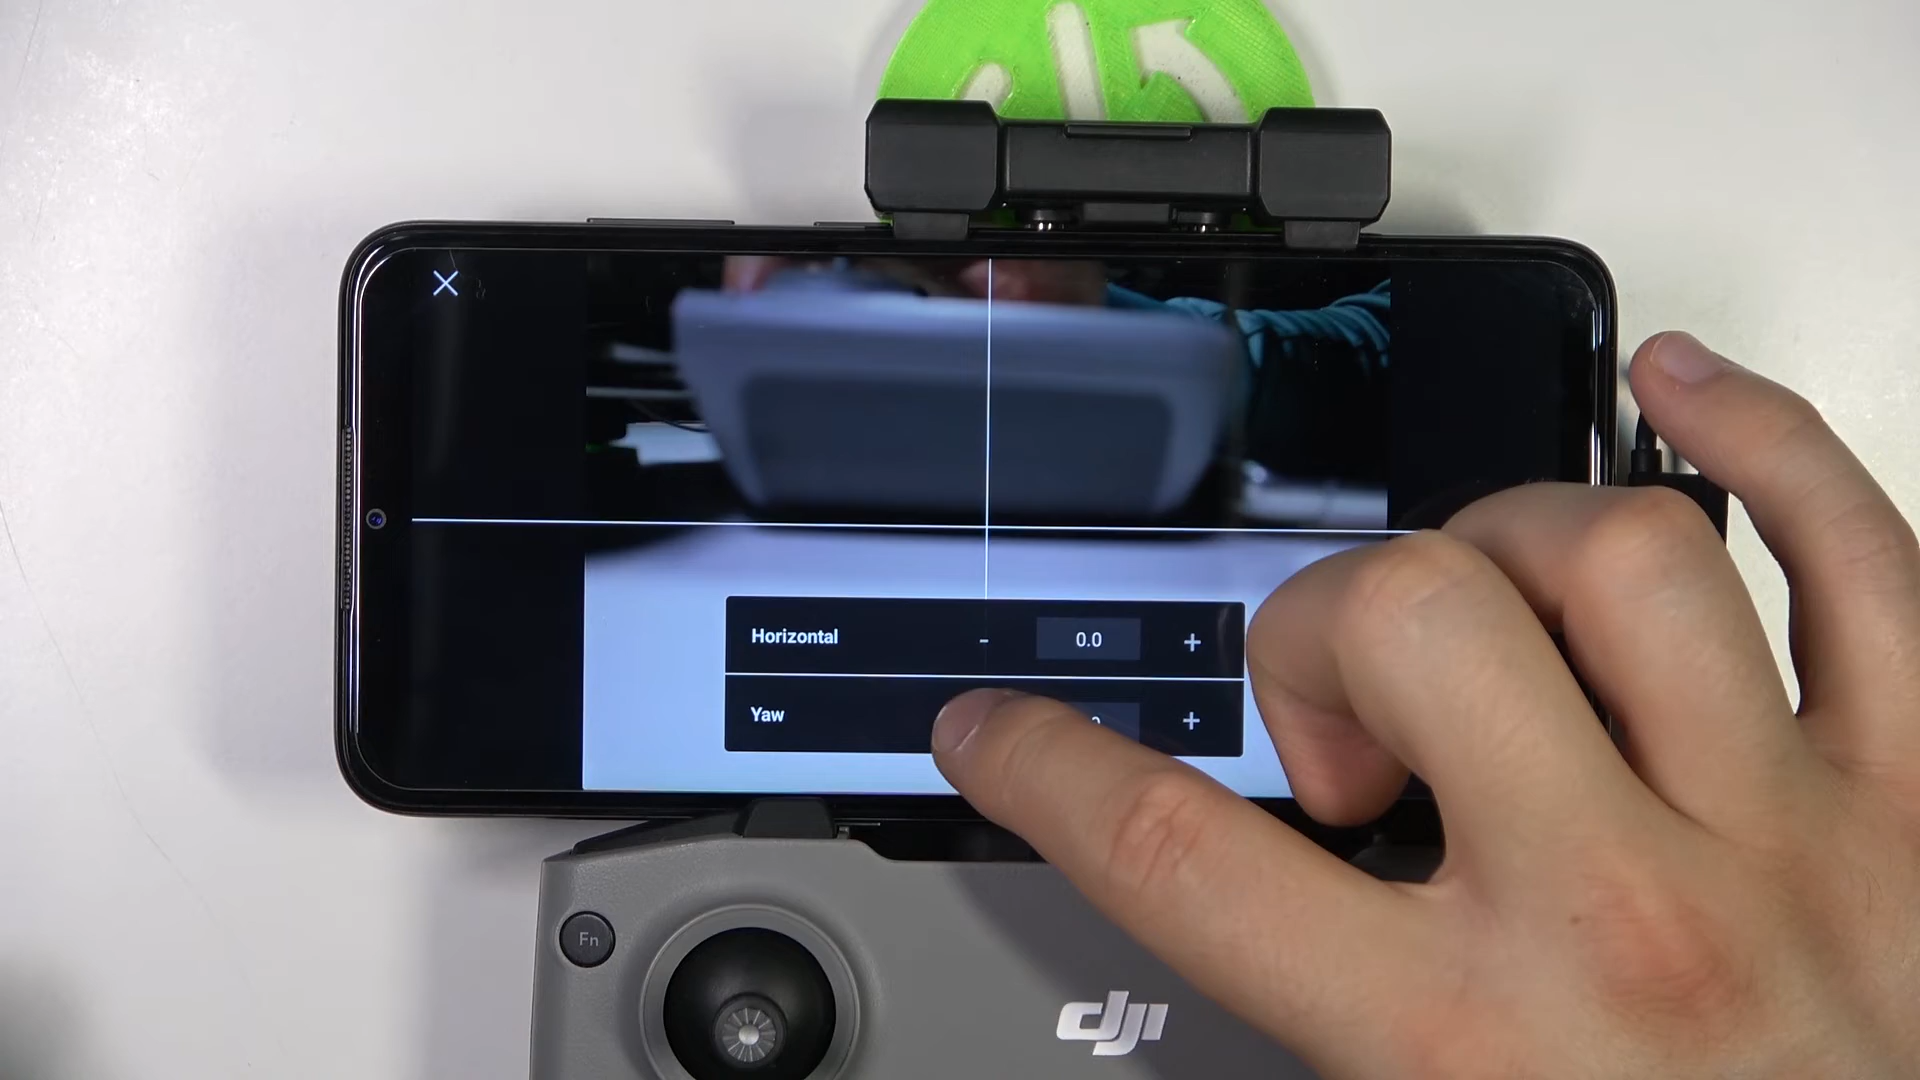 Horizontal - 0.0 +
Yaw +
Fn
dji